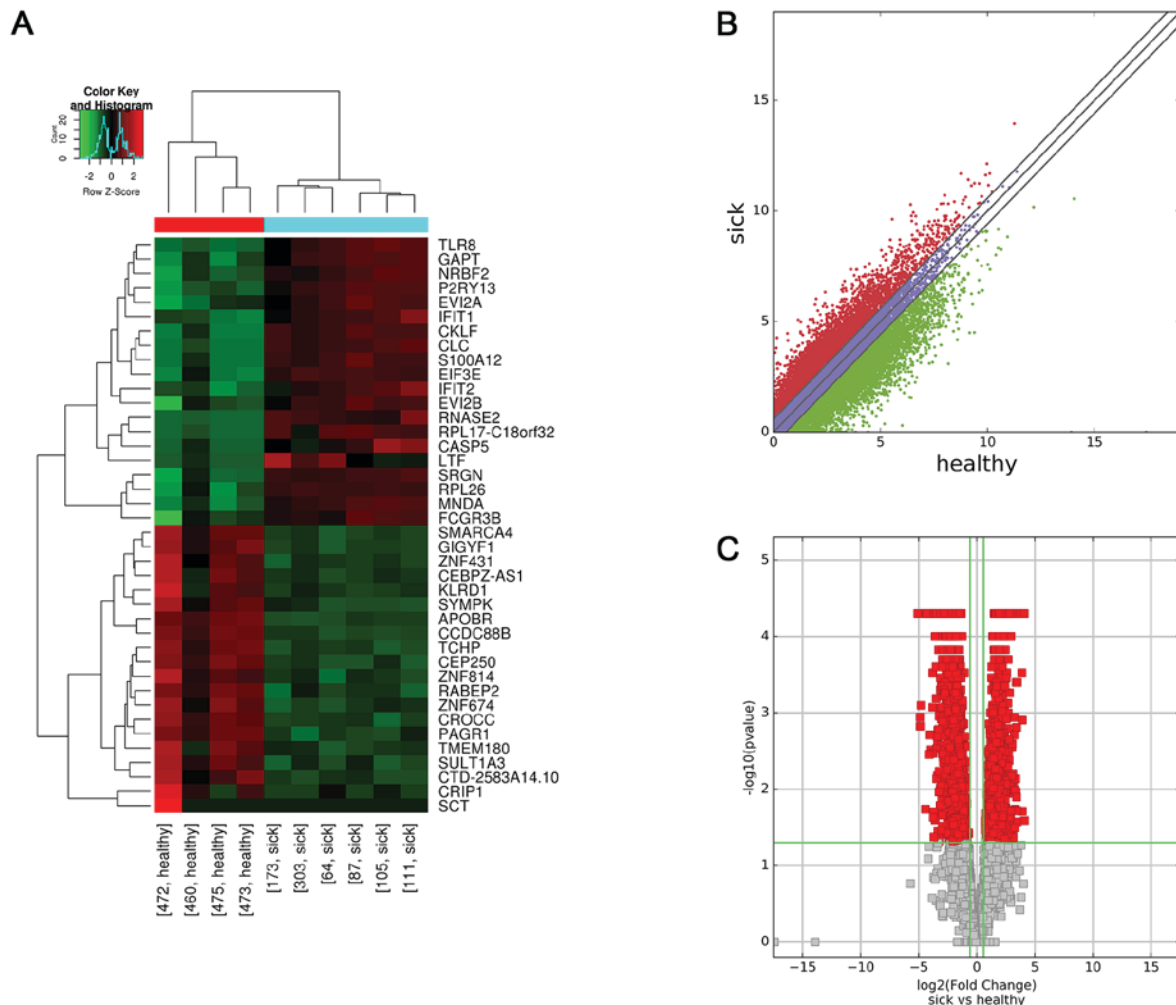 A
Color Key
and Histogram
Count
0 5 10 20
-2 0 2
Row Z-Score
TLR8
GAPT
NRBF2
P2RY13
EVI2A
IFIT1
CKLF
CLC
S100A12
EIF3E
IFIT2
EVI2B
RNASE2
RPL17-C18orf32
CASP5
LTF
SRGN
RPL26
MNDA
FCGR3B
SMARCA4
GIGYF1
ZNF431
CEBPZ-AS1
KLRD1
SYMPK
APOBR
CCDC88B
TCHP
CEP250
ZNF814
RABEP2
ZNF674
CROCC
PAGR1
TMEM180
SULT1A3
CTD-2583A14.10
CRIP1
SCT
[472, healthy]
[460, healthy]
[475, healthy]
[473, healthy]
[173, sick]
[303, sick]
[64, sick]
[87, sick]
[105, sick]
[111, sick]
B
sick
15
10
5
0
0 5 10 15
healthy
C
-log10(pvalue)
5
4
3
2
1
0
−15 −10 −5 0 5 10 15
log2(Fold Change)
sick vs healthy